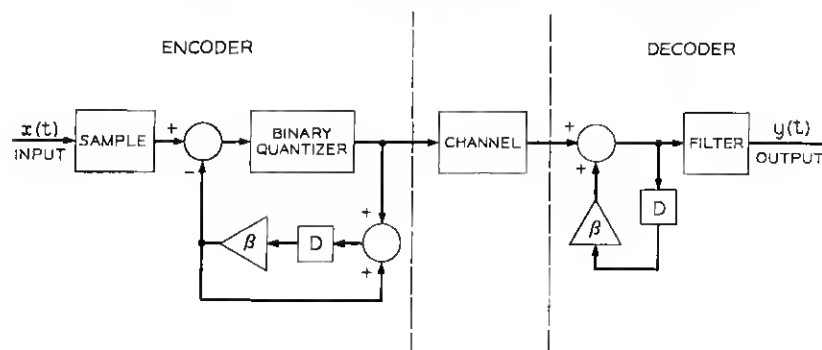 ENCODER
DECODER
x(t)
INPUT
SAMPLE
+
−
BINARY
QUANTIZER
CHANNEL
+
+
FILTER
y(t)
OUTPUT
D
β
β
D
+
+